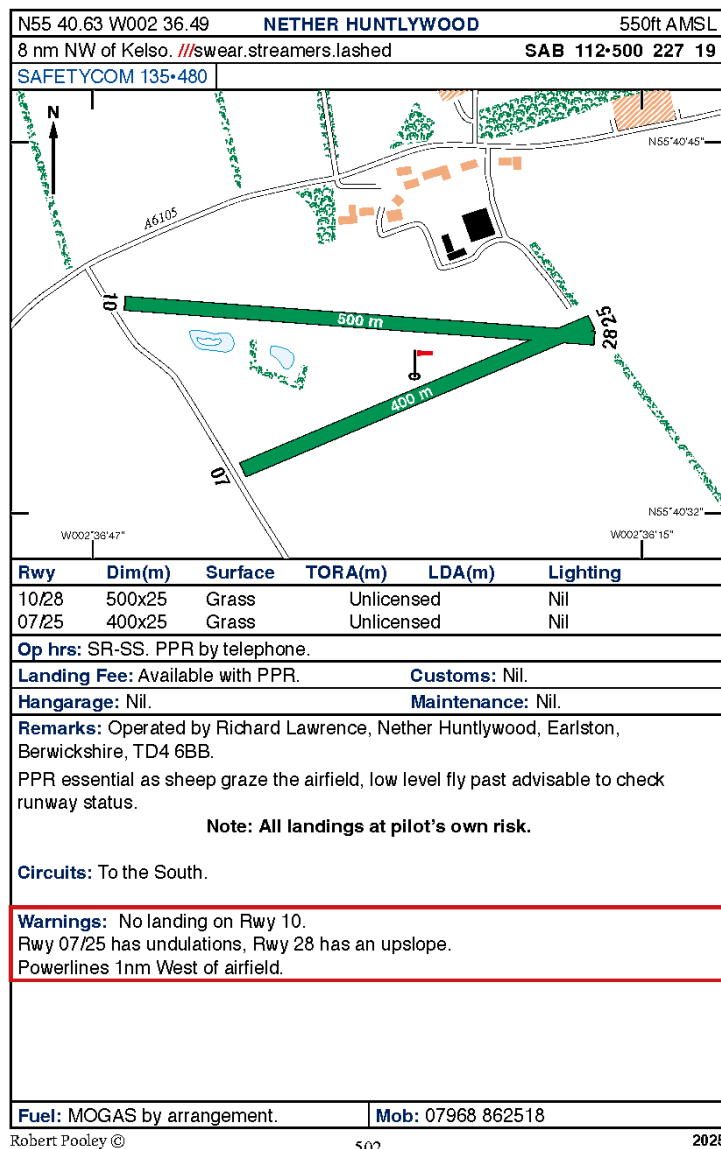 N55 40.63 W002 36.49 NETHER HUNTLYWOOD 550ft AMSL
8 nm NW of Kelso. ///swear.streamers.lashed SAB 112•500 227 19
SAFETYCOM 135•480
N
N55°40'45"
A6105
10
500 m
28
25
400 m
07
N55°40'32"
W002°36'47" W002°36'15"
Rwy Dim(m) Surface TORA(m) LDA(m) Lighting
10/28 500x25 Grass Unlicensed Nil
07/25 400x25 Grass Unlicensed Nil
Op hrs: SR-SS. PPR by telephone.
Landing Fee: Available with PPR. Customs: Nil.
Hangarage: Nil. Maintenance: Nil.
Remarks: Operated by Richard Lawrence, Nether Huntlywood, Earlston,
Berwickshire, TD4 6BB.
PPR essential as sheep graze the airfield, low level fly past advisable to check
runway status.
Note: All landings at pilot's own risk.
Circuits: To the South.
Warnings: No landing on Rwy 10.
Rwy 07/25 has undulations, Rwy 28 has an upslope.
Powerlines 1nm West of airfield.
Fuel: MOGAS by arrangement. Mob: 07968 862518
Robert Pooley © 502 2025